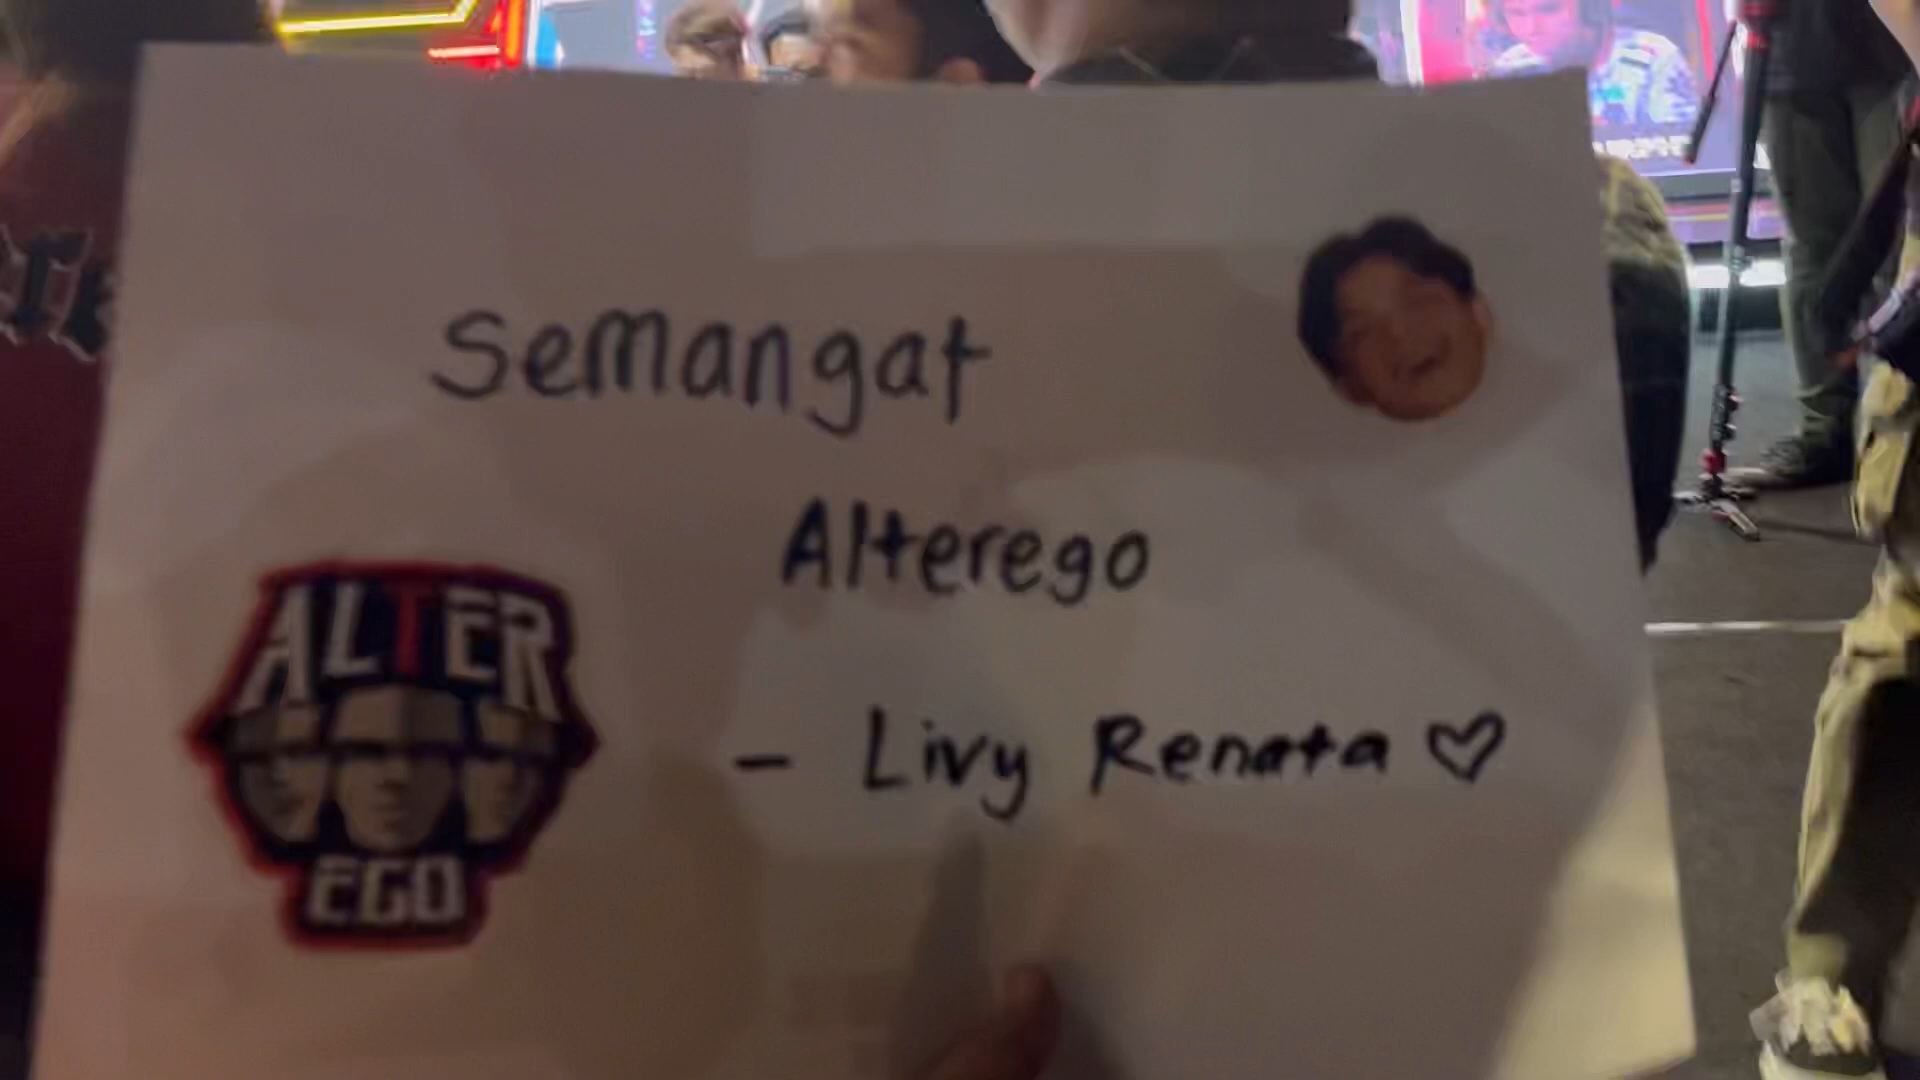 Semangat
Alterego
ALTER
EGO
- Livy Renata ♡